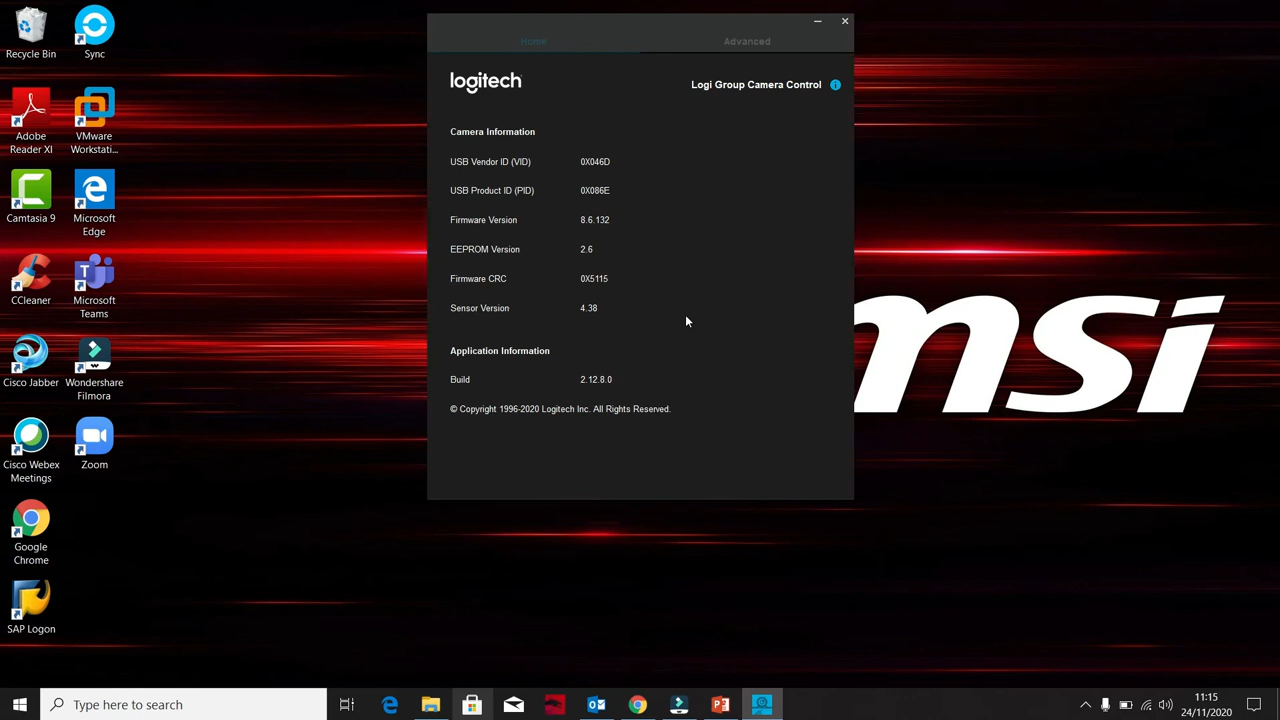 Home
Advanced
logitech
Logi Group Camera Control
Camera Information
USB Vendor ID (VID) 0X046D
USB Product ID (PID) 0X086E
Firmware Version 8.6.132
EEPROM Version 2.6
Firmware CRC 0X5115
Sensor Version 4.38
Application Information
Build 2.12.8.0
© Copyright 1996-2020 Logitech Inc. All Rights Reserved.
Recycle Bin
Sync
Adobe
Reader XI
VMware
Workstati...
Camtasia 9
Microsoft
Edge
CCleaner
Microsoft
Teams
Cisco Jabber
Wondershare
Filmora
Cisco Webex
Meetings
Zoom
Google
Chrome
SAP Logon
msi
Type here to search
11:15
24/11/2020